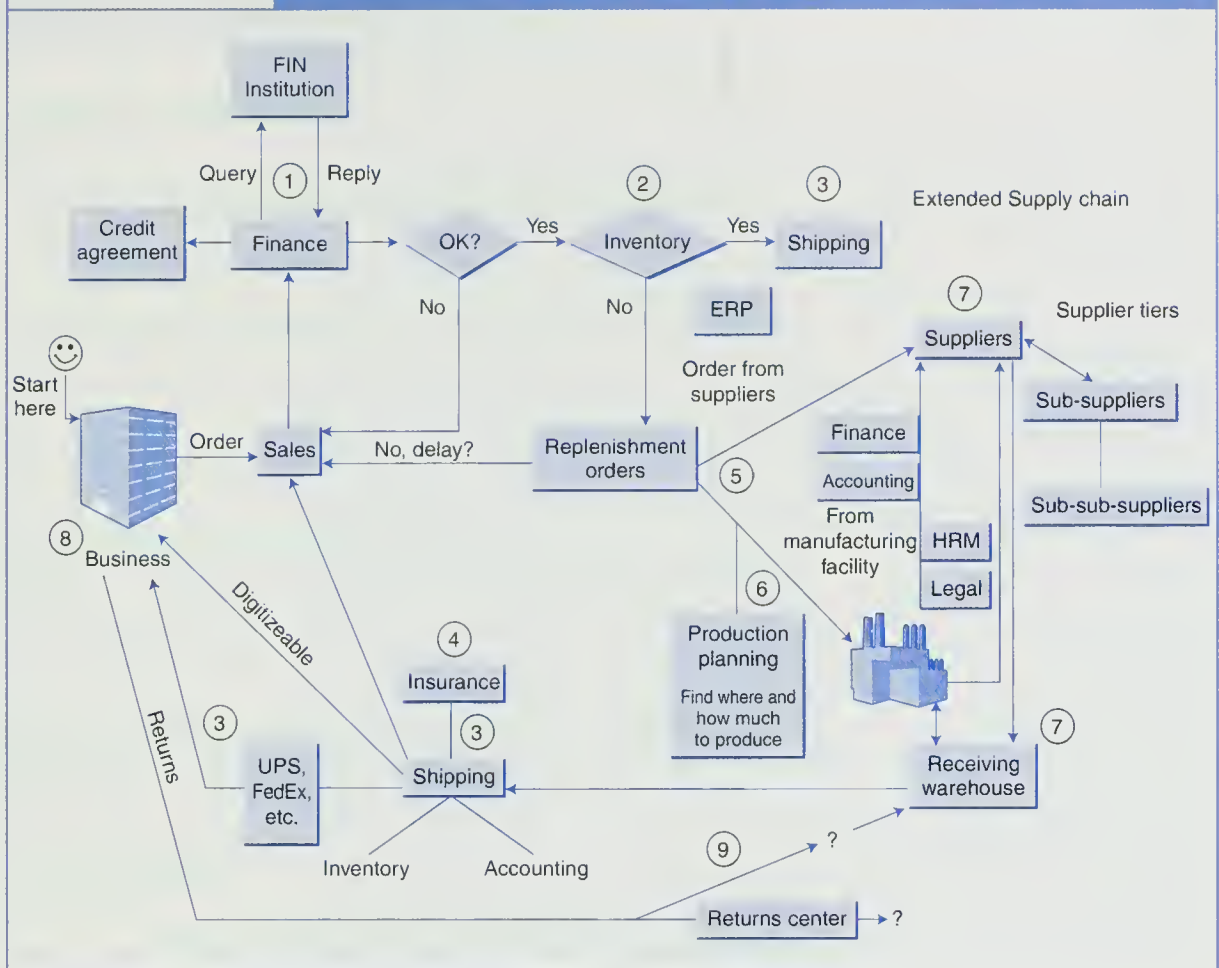 FIN
Institution
Query
1
Reply
2
3
Extended Supply chain
Credit
agreement
Finance
OK?
Yes
Inventory
Yes
Shipping
No
No
ERP
7
Supplier tiers
Suppliers
Start
here
Order from
suppliers
Sub-suppliers
Order
Sales
No, delay?
Replenishment
orders
Finance
5
Accounting
Sub-sub-suppliers
From
manufacturing
facility
HRM
Legal
8
Business
Digitizeable
6
Production
planning
Find where and
how much
to produce
4
Insurance
Returns
3
3
7
UPS,
FedEx,
etc.
Shipping
Receiving
warehouse
Inventory
Accounting
9
?
Returns center
?